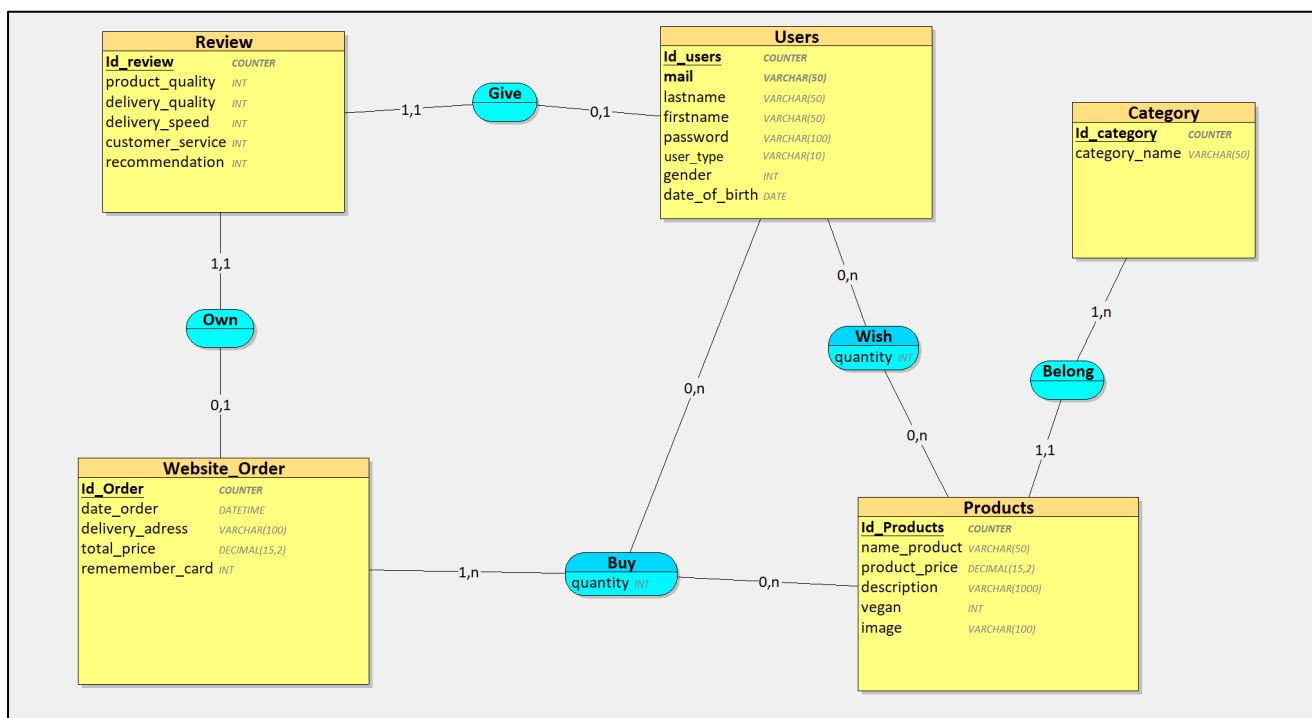 Review
Id_review COUNTER
product_quality INT
delivery_quality INT
delivery_speed INT
customer_service INT
recommendation INT
1,1
Give
0,1
Users
Id_users COUNTER
mail VARCHAR(50)
lastname VARCHAR(50)
firstname VARCHAR(50)
password VARCHAR(100)
user_type VARCHAR(10)
gender INT
date_of_birth DATE
Category
Id_category COUNTER
category_name VARCHAR(50)
1,1
Own
0,1
0,n
0,n
Wish
quantity INT
0,n
1,n
Belong
1,1
Website_Order
Id_Order COUNTER
date_order DATETIME
delivery_adress VARCHAR(100)
total_price DECIMAL(15,2)
rememember_card INT
1,n
Buy
quantity INT
0,n
Products
Id_Products COUNTER
name_product VARCHAR(50)
product_price DECIMAL(15,2)
description VARCHAR(1000)
vegan INT
image VARCHAR(100)